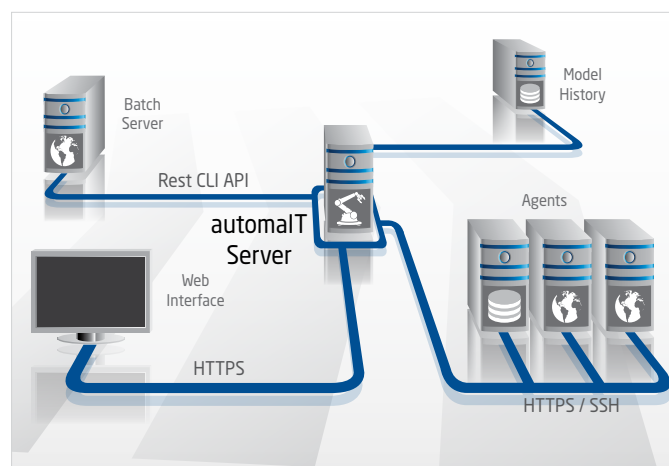 Batch
Server
Model
History
Rest CLI API
Agents
automaIT
Server
Web
Interface
HTTPS
HTTPS / SSH